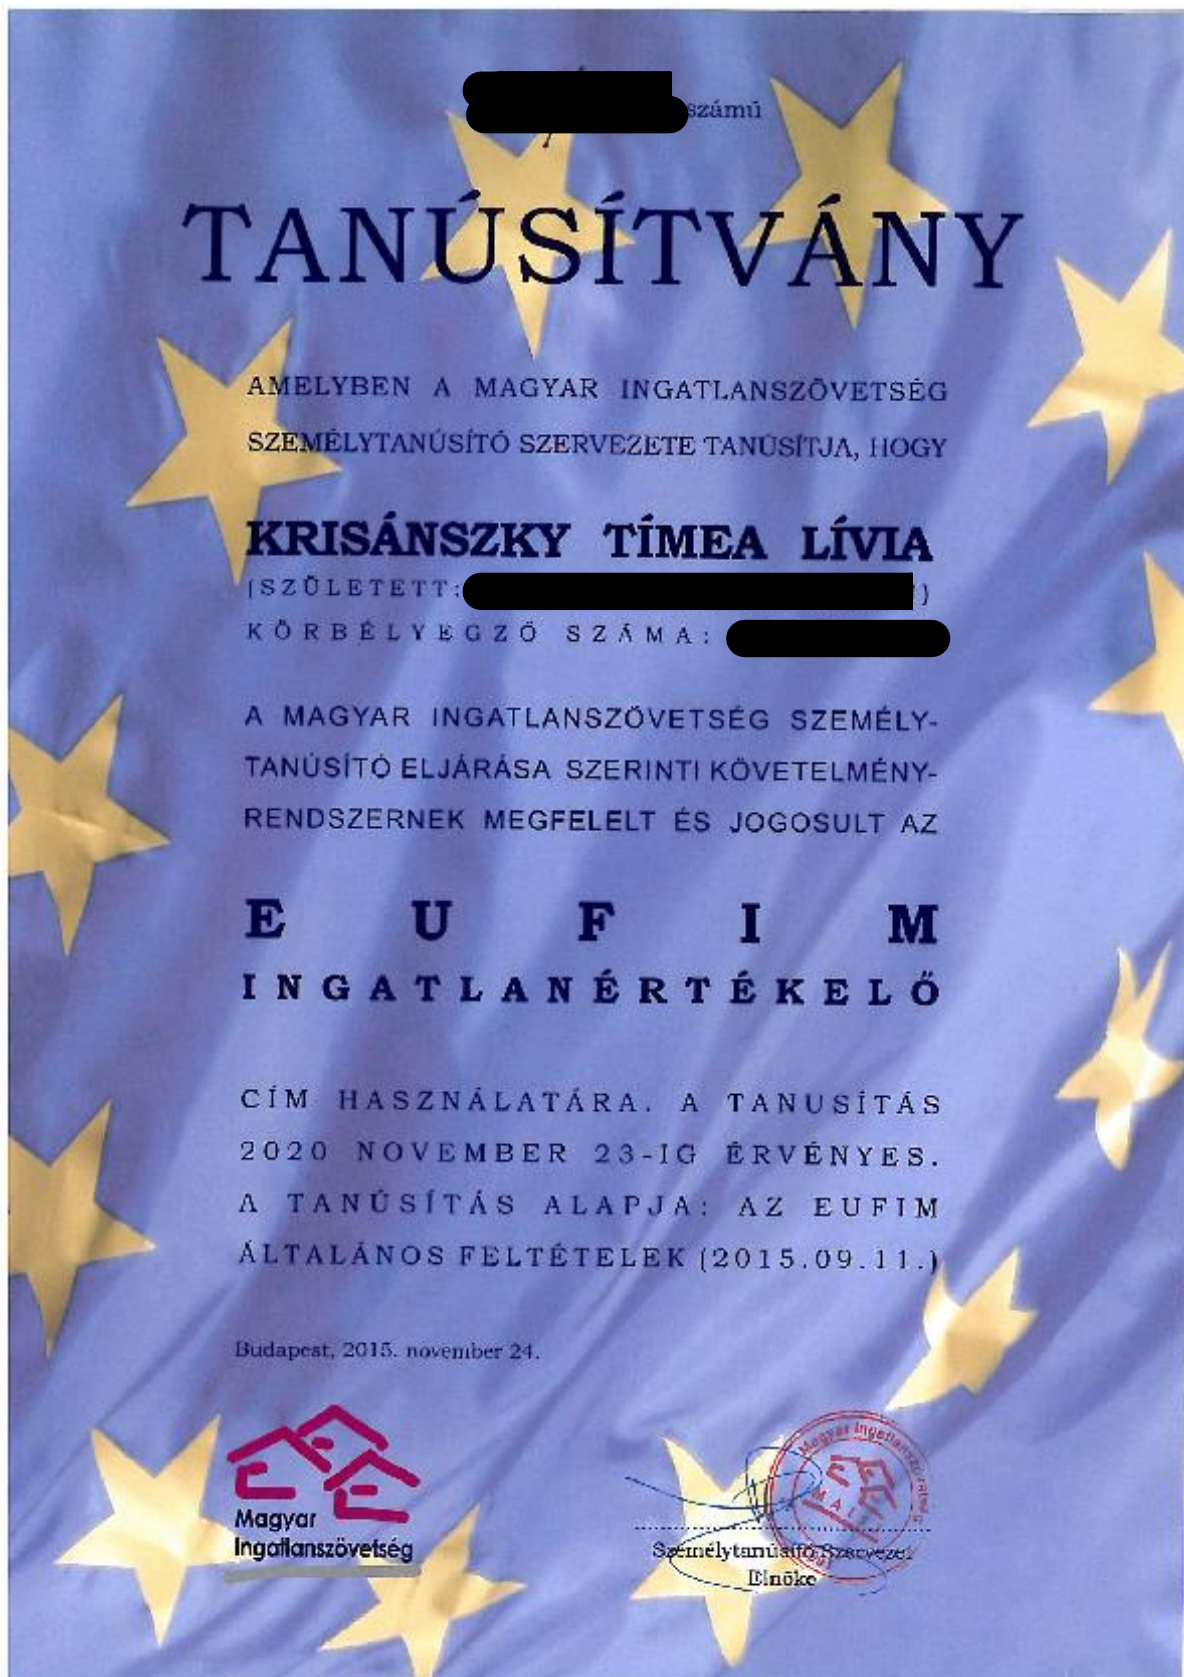 számú
TANÚSÍTVÁNY
AMELYBEN A MAGYAR INGATLANSZÖVETSÉG
SZEMÉLYTANÚSÍTÓ SZERVEZETE TANÚSÍTJA, HOGY
KRISÁNSZKY TÍMEA LÍVIA
(SZÜLETETT: )
KÖRBÉLYEGZŐ SZÁMA:
A MAGYAR INGATLANSZÖVETSÉG SZEMÉLY-
TANÚSÍTÓ ELJÁRÁSA SZERINTI KÖVETELMÉNY-
RENDSZERNEK MEGFELELT ÉS JOGOSULT AZ
E U F I M
INGATLANÉRTÉKELŐ
CÍM HASZNÁLATÁRA. A TANUSÍTÁS
2020 NOVEMBER 23-IG ÉRVÉNYES.
A TANÚSÍTÁS ALAPJA: AZ EUFIM
ÁLTALÁNOS FELTÉTELEK (2015.09.11.)
Budapest, 2015. november 24.
Magyar
Ingatlanszövetség
Magyar Ingatlanszövetség
Személytanúsító Szervezet
Elnöke